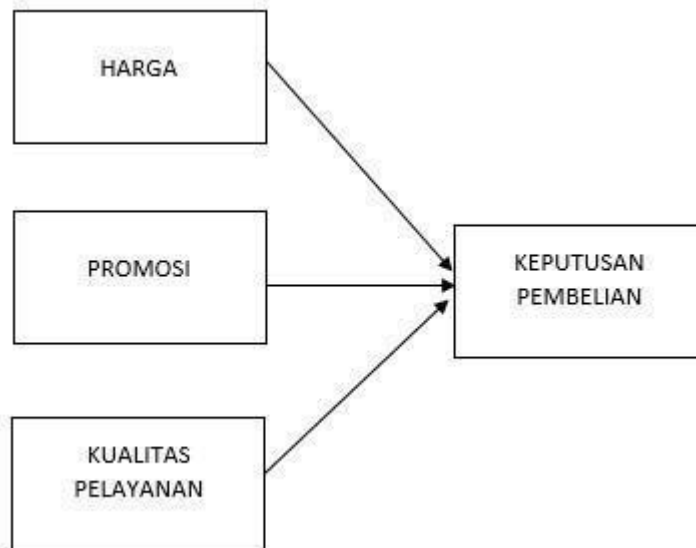 HARGA
PROMOSI
KEPUTUSAN
PEMBELIAN
KUALITAS
PELAYANAN